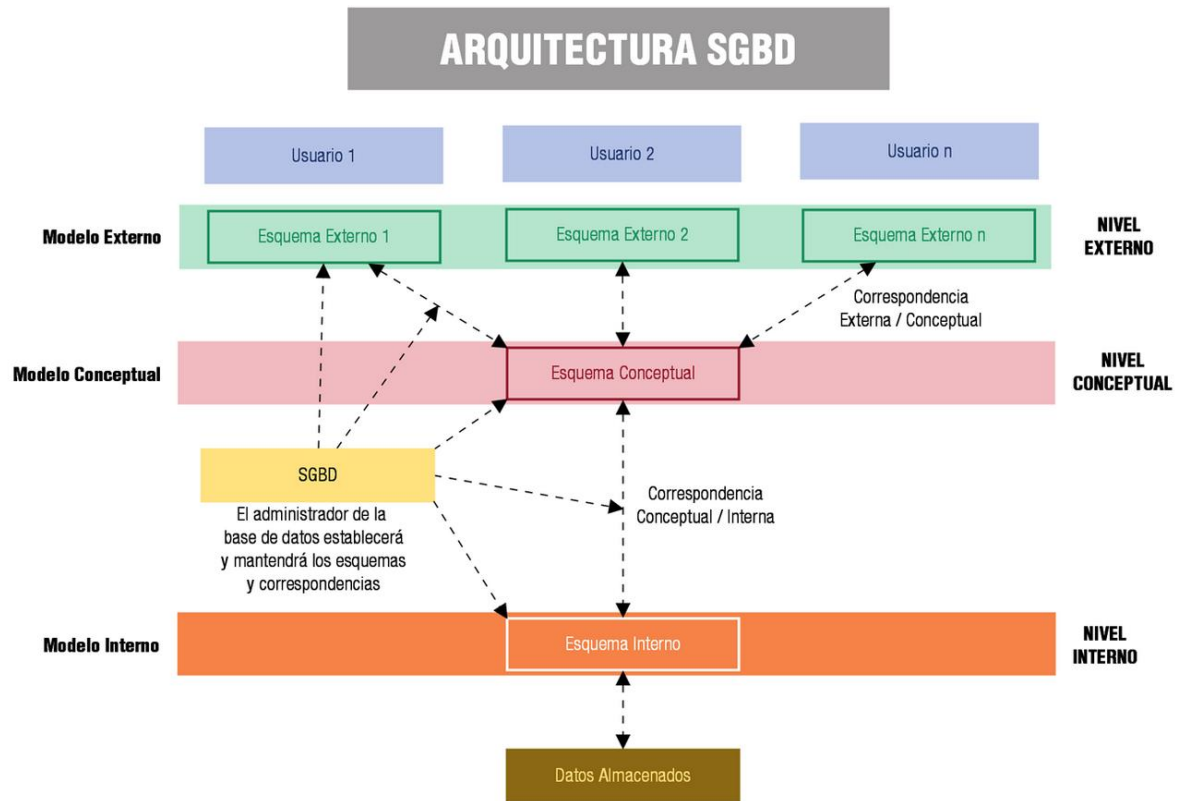 ARQUITECTURA SGBD
Usuario 1
Usuario 2
Usuario n
Modelo Externo
Esquema Externo 1
Esquema Externo 2
Esquema Externo n
NIVEL
EXTERNO
Correspondencia
Externa / Conceptual
Modelo Conceptual
Esquema Conceptual
NIVEL
CONCEPTUAL
SGBD
El administrador de la
base de datos establecerá
y mantendrá los esquemas
y correspondencias
Correspondencia
Conceptual / Interna
Modelo Interno
Esquema Interno
NIVEL
INTERNO
Datos Almacenados